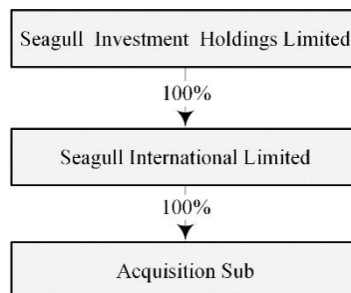 Seagull Investment Holdings Limited
100%
Seagull International Limited
100%
Acquisition Sub